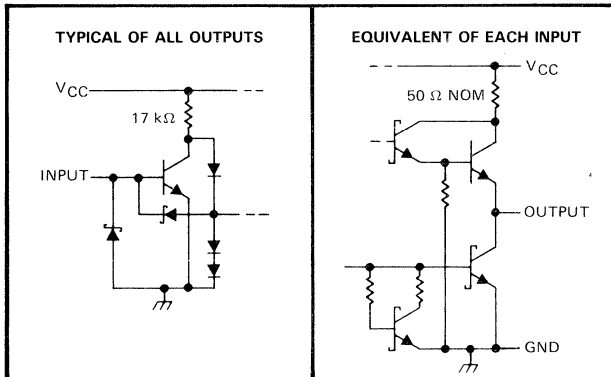 TYPICAL OF ALL OUTPUTS
VCC
17 kΩ
INPUT
EQUIVALENT OF EACH INPUT
VCC
50 Ω NOM
OUTPUT
GND